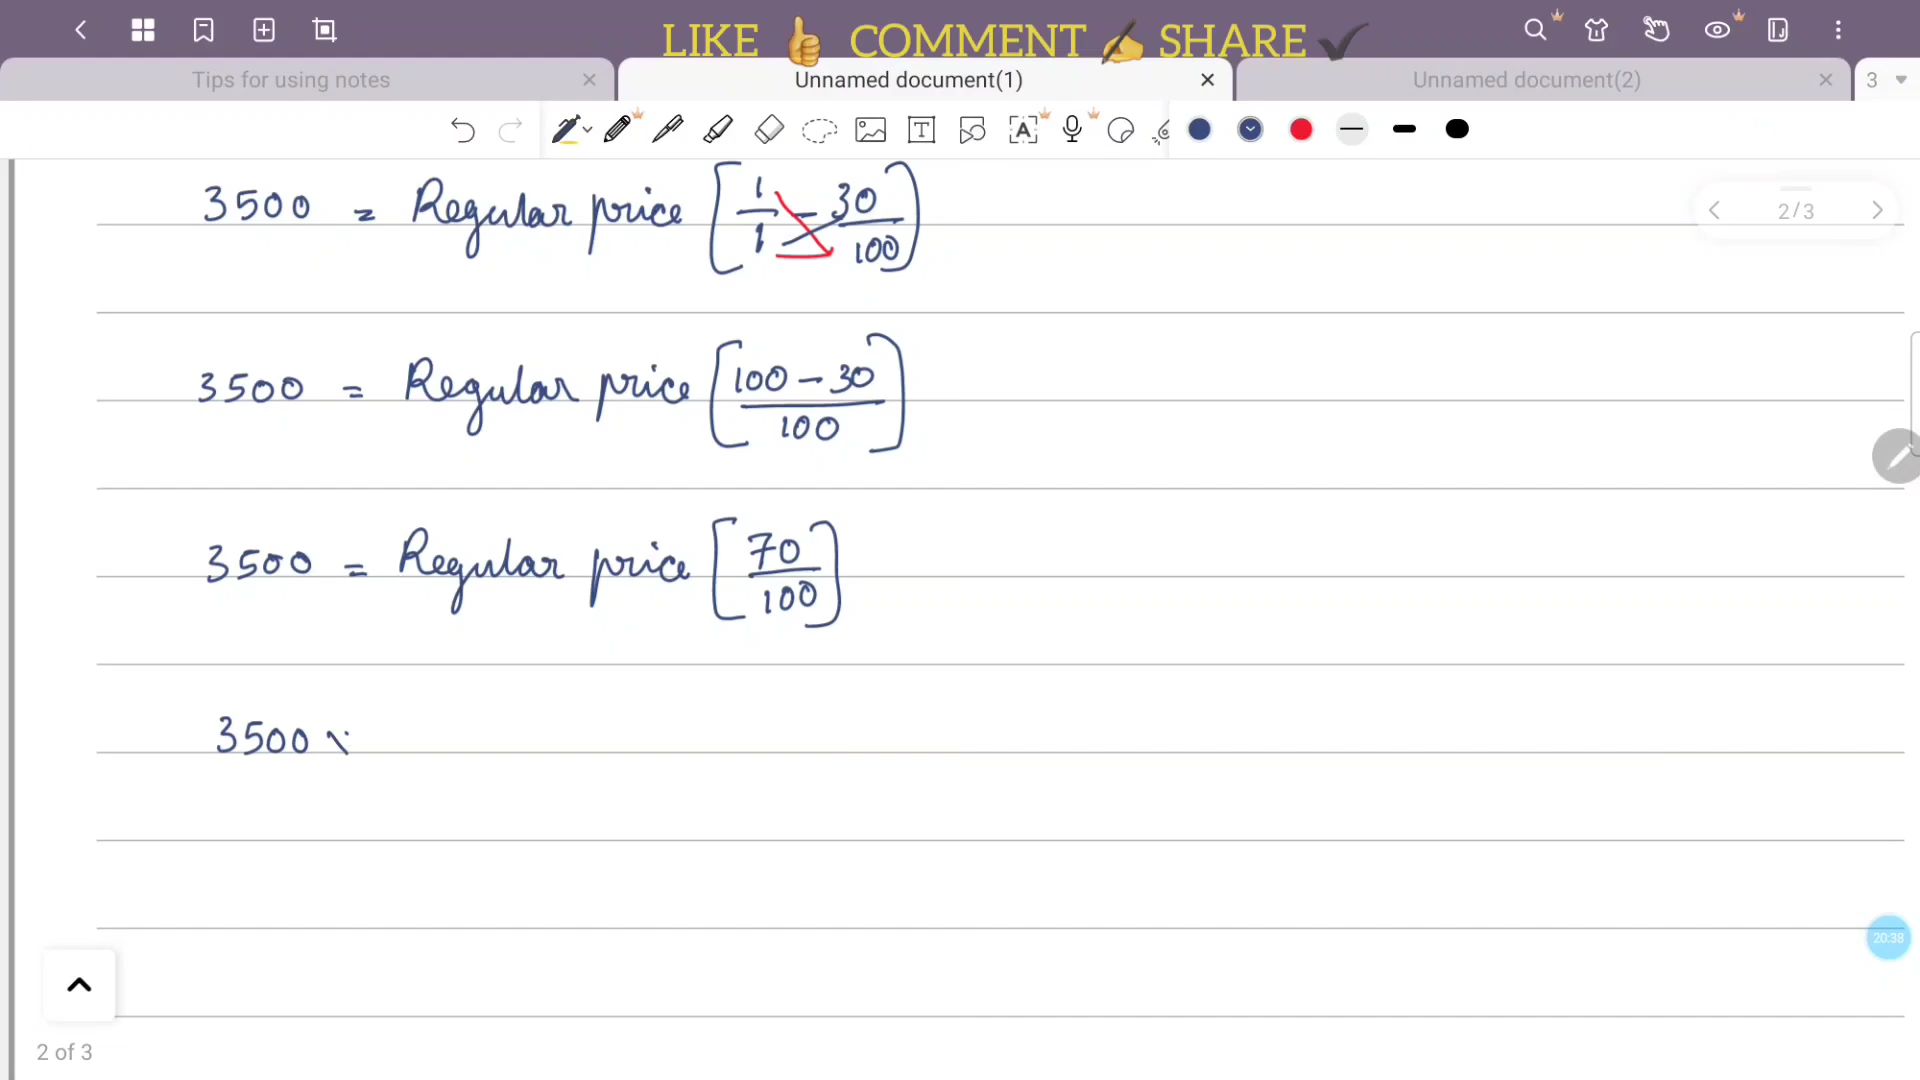 LIKE 👍 COMMENT ✍ SHARE ✔
Tips for using notes
Unnamed document(1)
Unnamed document(2)
3
2/3
3500 = Regular price [1/1 - 30/100]
3500 = Regular price [100 - 30/100]
3500 = Regular price [70/100]
3500 ×
20:38
2 of 3